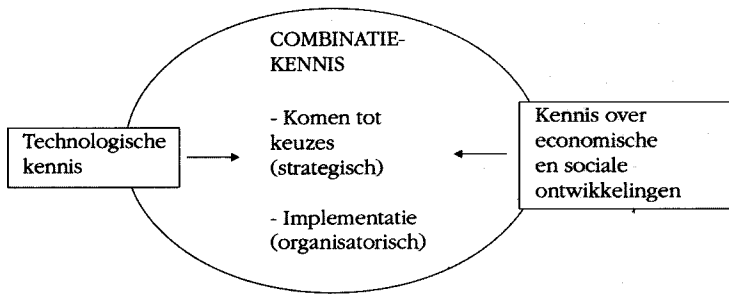 COMBINATIE-
KENNIS
- Komen tot
keuzes
(strategisch)
- Implementatie
(organisatorisch)
Technologische
kennis
Kennis over
economische
en sociale
ontwikkelingen